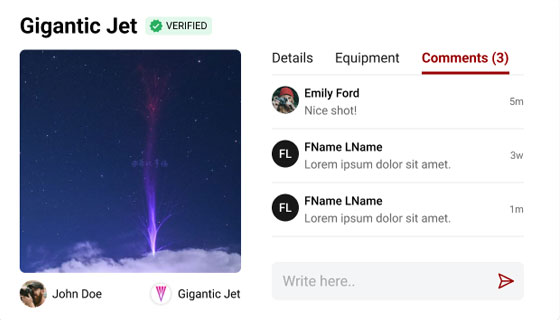 Gigantic Jet
VERIFIED
Details Equipment Comments (3)
Emily Ford
5m
Nice shot!
FL
FName LName
3w
Lorem ipsum dolor sit amet.
FL
FName LName
1m
Lorem ipsum dolor sit amet.
John Doe
Gigantic Jet
Write here..